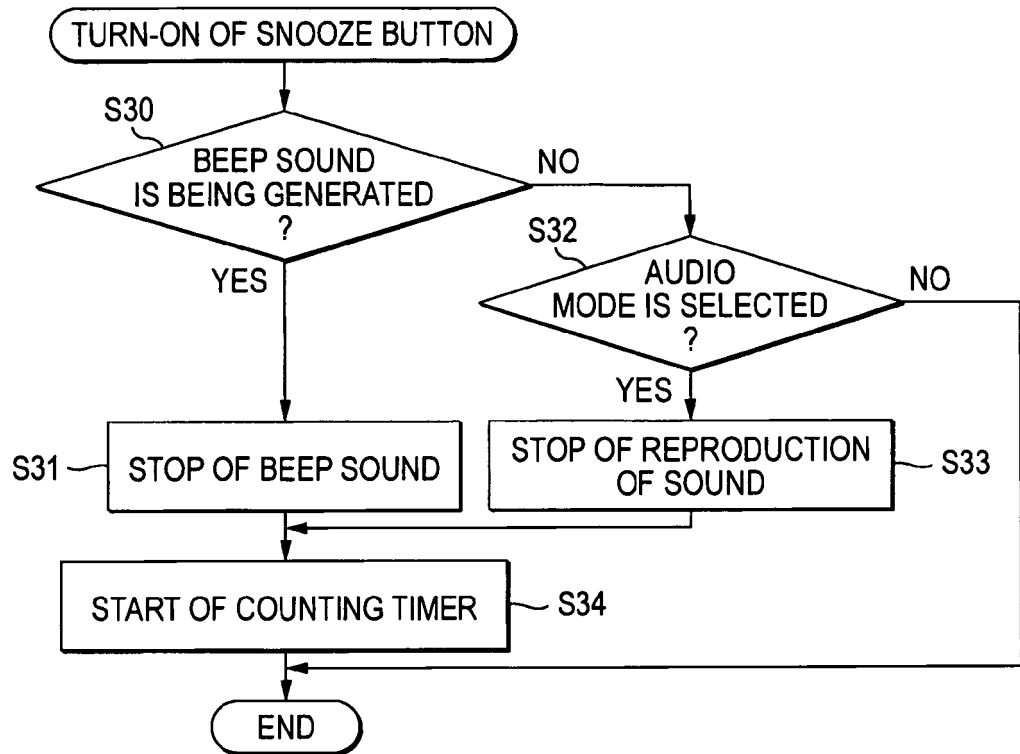 TURN-ON OF SNOOZE BUTTON
S30
BEEP SOUND
IS BEING GENERATED
?
NO
YES
S32
AUDIO
MODE IS SELECTED
?
NO
YES
S31
STOP OF BEEP SOUND
STOP OF REPRODUCTION
OF SOUND
S33
START OF COUNTING TIMER
S34
END